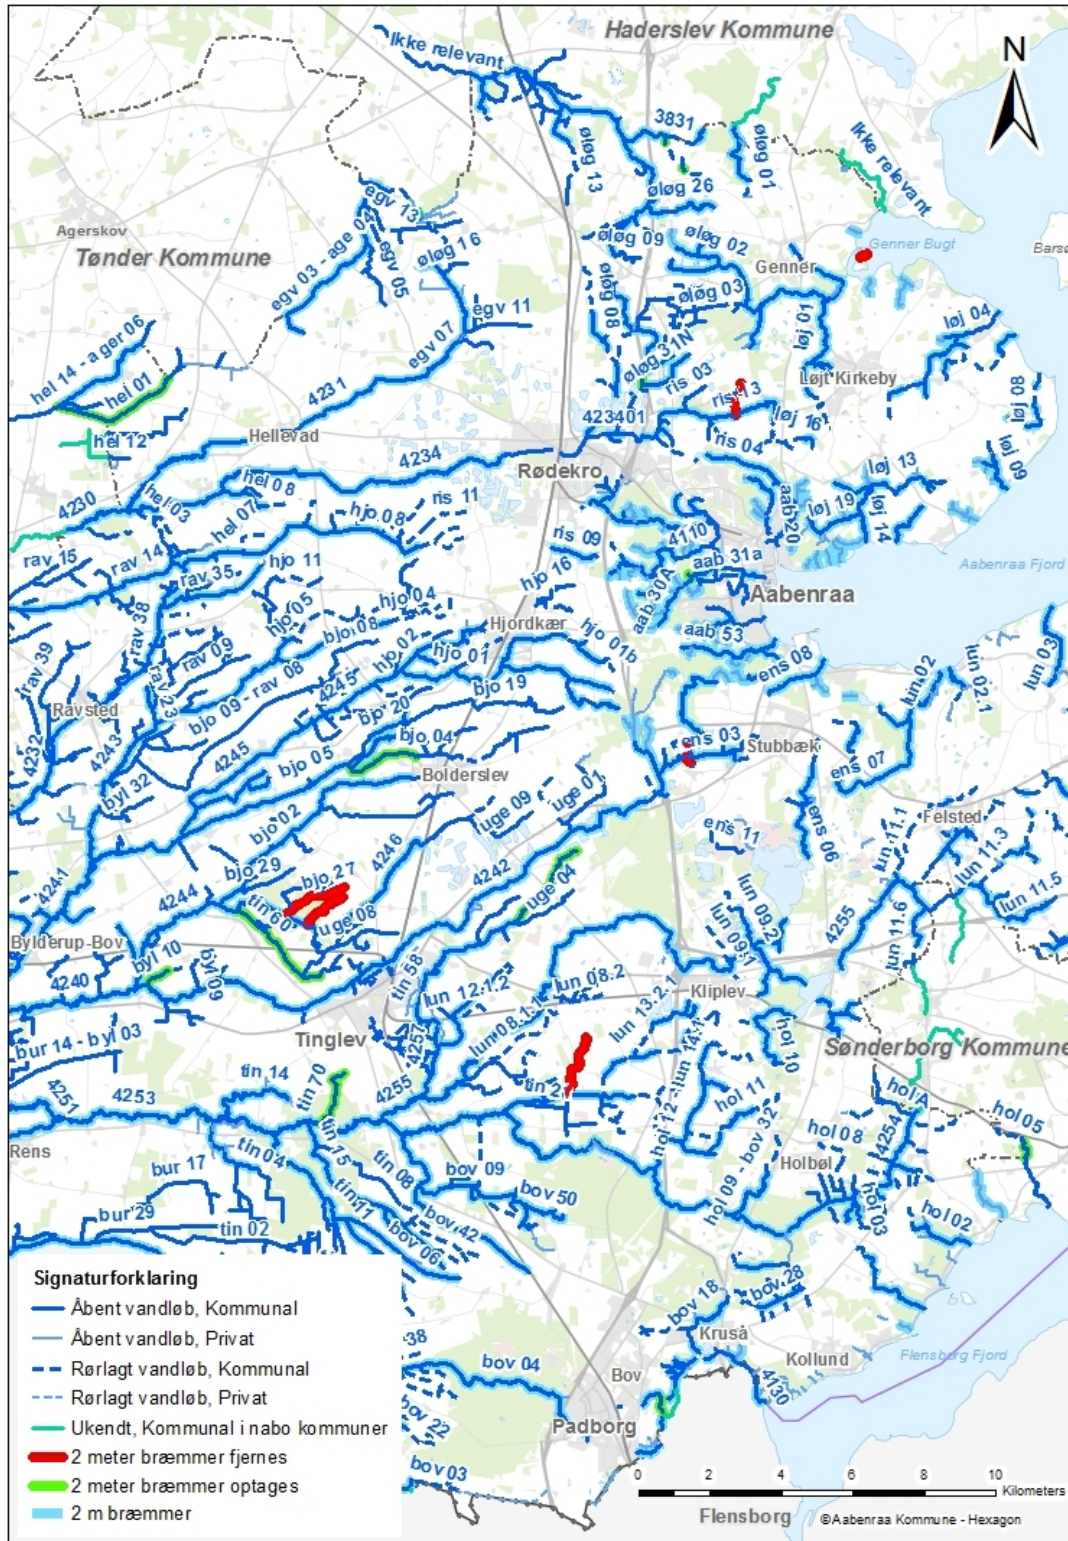 Haderslev Kommune
Ikke relevant
N
3831
øløg 13
øløg 01
Ikke relevant
øløg 26
egv 13
Agerskov
Tønder Kommune
egv 03 - age 04
egv 05
øløg 16
øløg 09
øløg 02
Genner
Genner Bugt
øløg 08
øløg 03
egv 11
egv 07
løj 01
løj 04
hel 14 - ager 06
hel 01
øløg 31N
ris 03
Løjt Kirkeby
løj 08
4231
ris 13
løj 16
423401
hel 12
Hellevad
4234
Rødekro
ris 04
løj 09
løj 13
4230
hel 03
hel 08
ris 11
hel 07
hjo 08
aab 20
løj 19
løj 14
4110
ris 09
rav 15
rav 14
hjo 11
aab 31a
Aabenraa Fjord
rav 35
hjo 16
aab 30A
Aabenraa
rav 38
hjo 05
hjo 04
bjo 08
Hjordkær
hjo 01b
aab 53
rav 39
rav 09
hjo 02
hjo 01
ens 08
lun 02
lun 02.1
lun 03
Ravsted
rav 23
bjo 09 - rav 08
4245
bjo 20
bjo 19
4232
4243
4245
bjo 05
bjo 04
ens 03
Stubbæk
ens 07
byl 32
Bolderslev
bjo 02
uge 09
uge 01
ens 11
ens 06
Felsted
lun 11.1
lun 11.3
4241
bjo 29
bjo 27
4246
4242
uge 04
lun 11.5
4244
tin 60
uge 08
lun 09.2
lun 09.1
4255
lun 11.6
Bylderup-Bov
byl 10
byl 09
4240
tin 58
lun 12.1.2
lun 08.2
Kliplev
lun 13.2.1
bur 14 - byl 03
Tinglev
4257
lun 08.1.1
hol 10
Sønderborg Kommune
4251
4253
tin 14
tin 70
4255
hol 12 - lun 14.1
hol 11
hol A
hol 05
Rens
tin 04
tin 15
tin 08
bov 09
hol 09 - bov 32
hol 08
4254
Holbøl
bur 17
bur 29
tin 02
tin 11
bov 42
bov 50
bov 06
hol 03
hol 02
Signaturforklaring
Åbent vandløb, Kommunal
Åbent vandløb, Privat
Rørlagt vandløb, Kommunal
Rørlagt vandløb, Privat
Ukendt, Kommunal i nabo kommuner
2 meter bræmmer fjernes
2 meter bræmmer optages
2 m bræmmer
bov 18
bov 28
Kruså
Kollund
Flensborg Fjord
bov 04
Bov
4130
bov 22
Padborg
bov 03
0 2 4 6 8 10
Kilometers
Flensborg
©Aabenraa Kommune - Hexagon